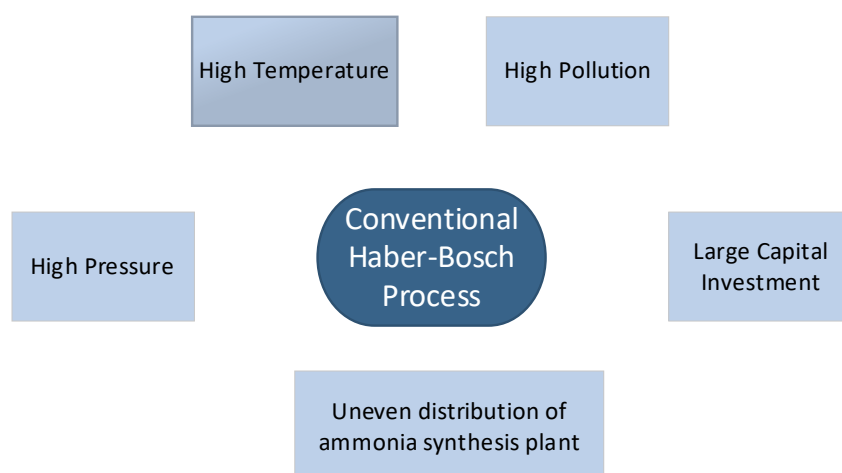 High Temperature
High Pollution
High Pressure
Conventional
Haber-Bosch
Process
Large Capital
Investment
Uneven distribution of
ammonia synthesis plant